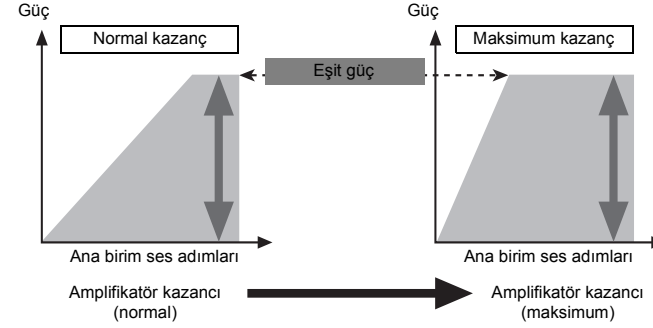 Güç
Normal kazanç
Eşit güç
Güç
Maksimum kazanç
Ana birim ses adımları
Ana birim ses adımları
Amplifikatör kazancı
(normal)
Amplifikatör kazancı
(maksimum)